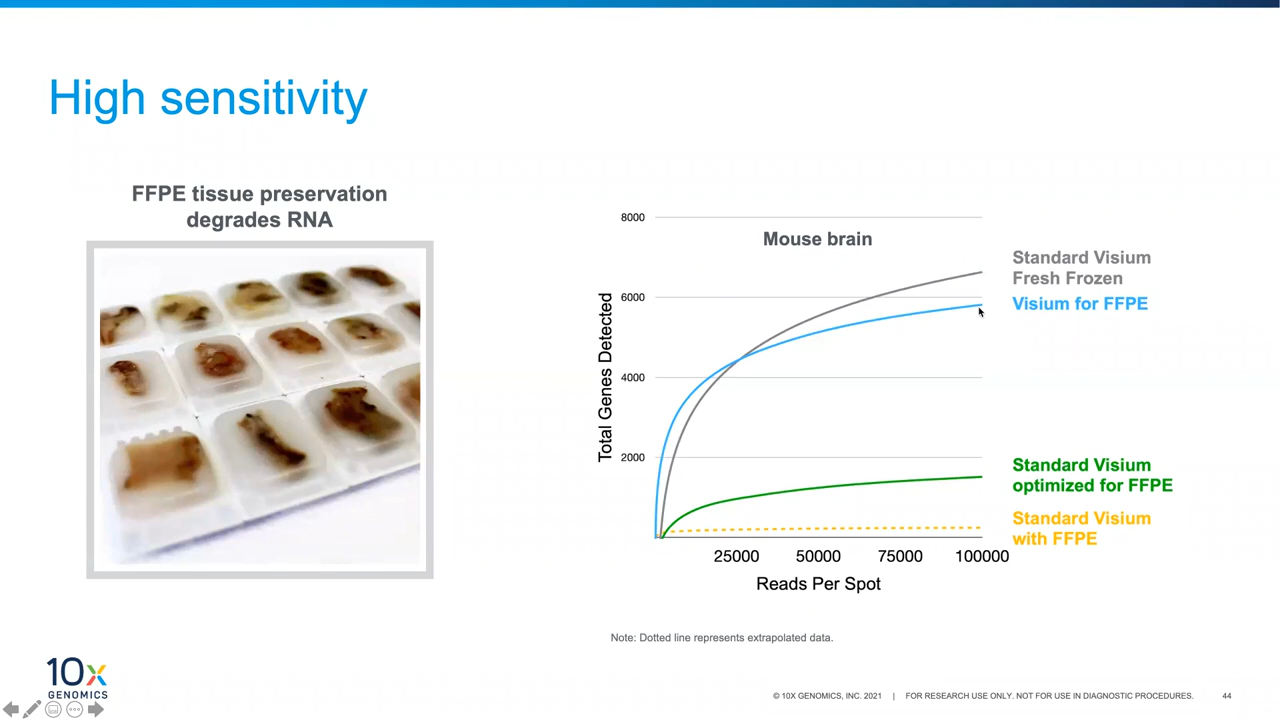 High sensitivity
FFPE tissue preservation
degrades RNA
8000
6000
4000
2000
Total Genes Detected
Mouse brain
Standard Visium
Fresh Frozen
Visium for FFPE
Standard Visium
optimized for FFPE
Standard Visium
with FFPE
25000 50000 75000 100000
Reads Per Spot
Note: Dotted line represents extrapolated data.
10x
GENOMICS
© 10X GENOMICS, INC. 2021 | FOR RESEARCH USE ONLY. NOT FOR USE IN DIAGNOSTIC PROCEDURES. 44